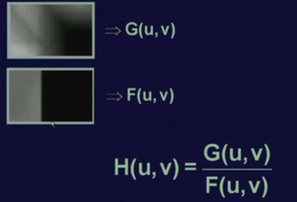 ⇒ G(u,v)
⇒ F(u,v)
H(u,v) = G(u,v) / F(u,v)